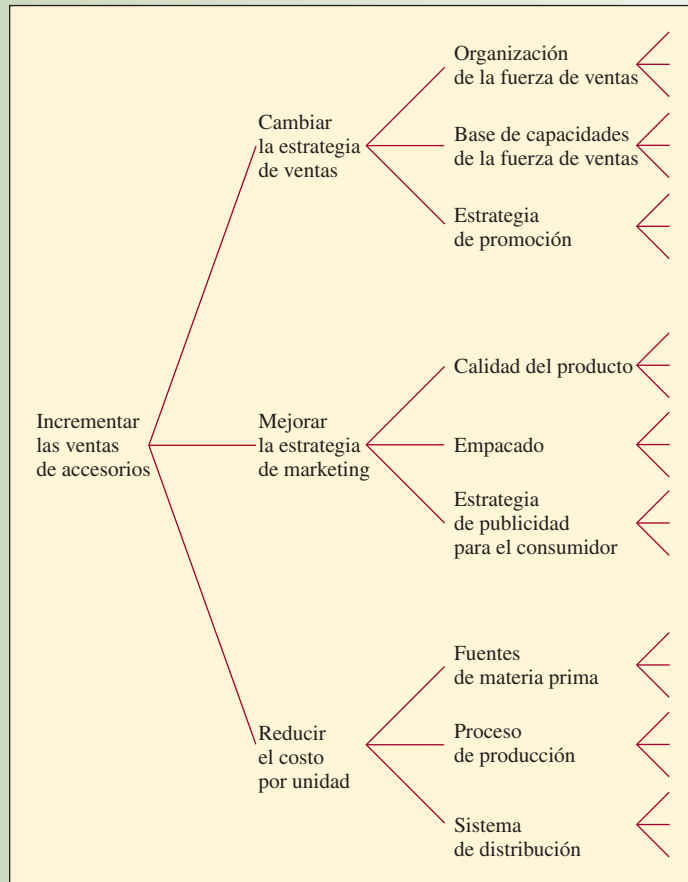 Incrementar
las ventas
de accesorios
Cambiar
la estrategia
de ventas
Organización
de la fuerza de ventas
Base de capacidades
de la fuerza de ventas
Estrategia
de promoción
Mejorar
la estrategia
de marketing
Calidad del producto
Empacado
Estrategia
de publicidad
para el consumidor
Reducir
el costo
por unidad
Fuentes
de materia prima
Proceso
de producción
Sistema
de distribución